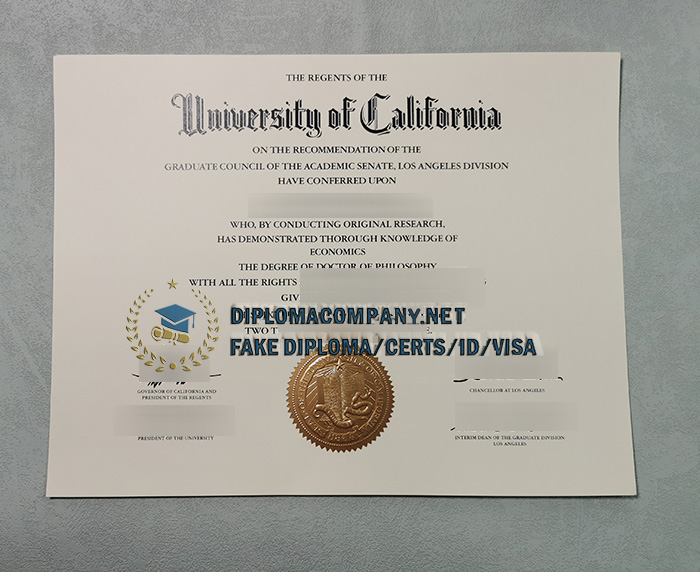 THE REGENTS OF THE
University of California
ON THE RECOMMENDATION OF THE
GRADUATE COUNCIL OF THE ACADEMIC SENATE, LOS ANGELES DIVISION
HAVE CONFERRED UPON
WHO, BY CONDUCTING ORIGINAL RESEARCH,
HAS DEMONSTRATED THOROUGH KNOWLEDGE OF
ECONOMICS
THE DEGREE OF DOCTOR OF PHILOSOPHY
WITH ALL THE RIGHTS
GIV
DIPLOMACOMPANY.NET
TWO T
FAKE DIPLOMA/CERTS/ID/VISA
GOVERNOR OF CALIFORNIA AND
PRESIDENT OF THE REGENTS
CHANCELLOR AT LOS ANGELES
PRESIDENT OF THE UNIVERSITY
INTERIM DEAN OF THE GRADUATE DIVISION
LOS ANGELES